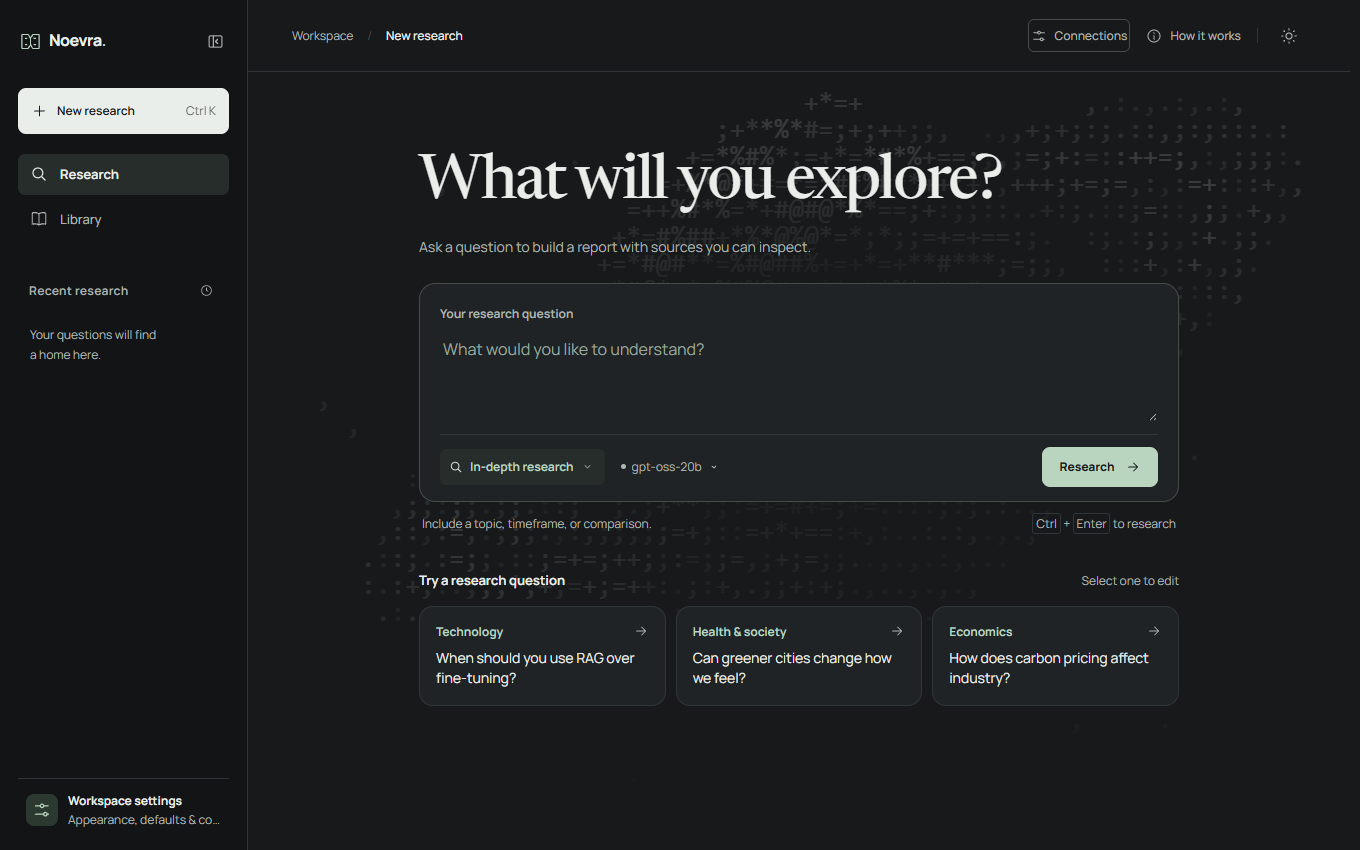 Noevra.
New research Ctrl K
Research
Library
Recent research
Your questions will find
a home here.
Workspace settings
Appearance, defaults & co...
Workspace / New research
Connections
How it works
What will you explore?
Ask a question to build a report with sources you can inspect.
Your research question
What would you like to understand?
In-depth research
gpt-oss-20b
Research
Include a topic, timeframe, or comparison.
Ctrl + Enter to research
Try a research question
Select one to edit
Technology
When should you use RAG over
fine-tuning?
Health & society
Can greener cities change how
we feel?
Economics
How does carbon pricing affect
industry?